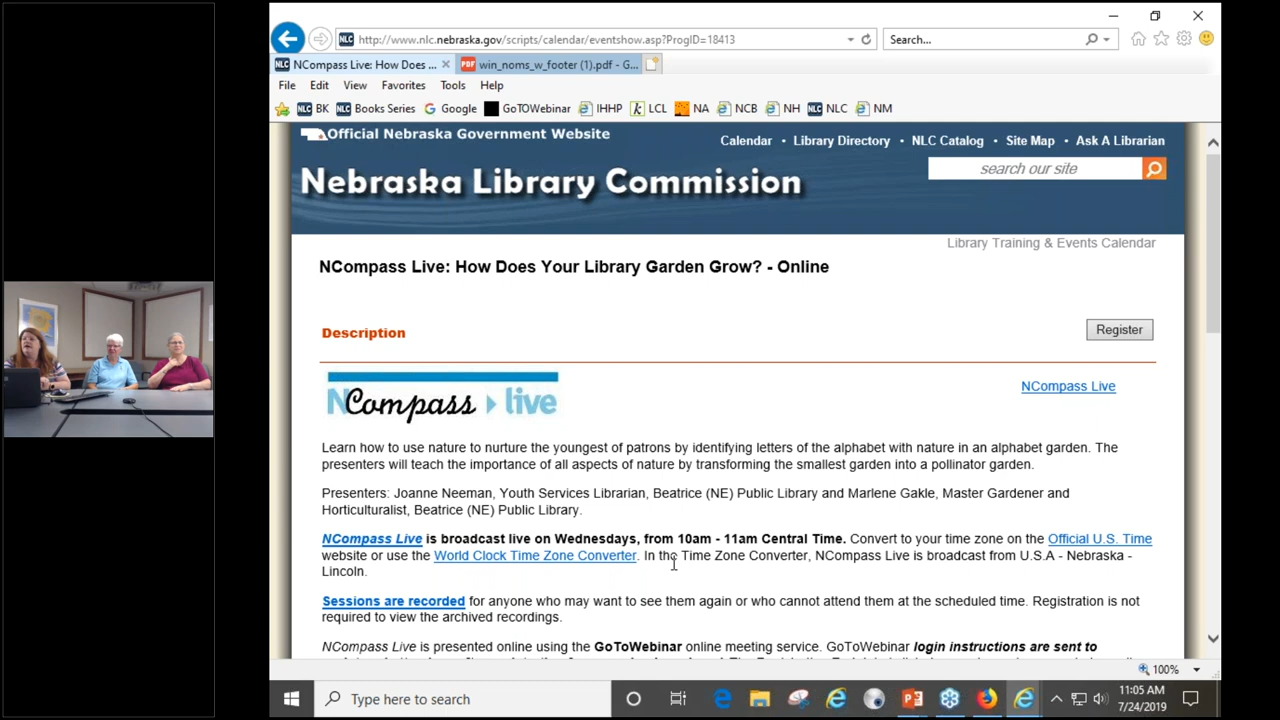 http://www.nlc.nebraska.gov/scripts/calendar/eventshow.asp?ProgID=18413
Search...
NCompass Live: How Does ...
win_noms_w_footer (1).pdf - G...
File Edit View Favorites Tools Help
BK Books Series Google GoTOWebinar IHHP LCL NA NCB NH NLC NM
Official Nebraska Government Website
Calendar • Library Directory • NLC Catalog • Site Map • Ask A Librarian
Nebraska Library Commission
search our site
Library Training & Events Calendar
NCompass Live: How Does Your Library Garden Grow? - Online
Description
Register
NCompass live
NCompass Live
Learn how to use nature to nurture the youngest of patrons by identifying letters of the alphabet with nature in an alphabet garden. The
presenters will teach the importance of all aspects of nature by transforming the smallest garden into a pollinator garden.
Presenters: Joanne Neeman, Youth Services Librarian, Beatrice (NE) Public Library and Marlene Gakle, Master Gardener and
Horticulturalist, Beatrice (NE) Public Library.
NCompass Live is broadcast live on Wednesdays, from 10am - 11am Central Time. Convert to your time zone on the Official U.S. Time
website or use the World Clock Time Zone Converter. In the Time Zone Converter, NCompass Live is broadcast from U.S.A - Nebraska -
Lincoln.
Sessions are recorded for anyone who may want to see them again or who cannot attend them at the scheduled time. Registration is not
required to view the archived recordings.
NCompass Live is presented online using the GoToWebinar online meeting service. GoToWebinar login instructions are sent to
100%
Type here to search
11:05 AM
7/24/2019